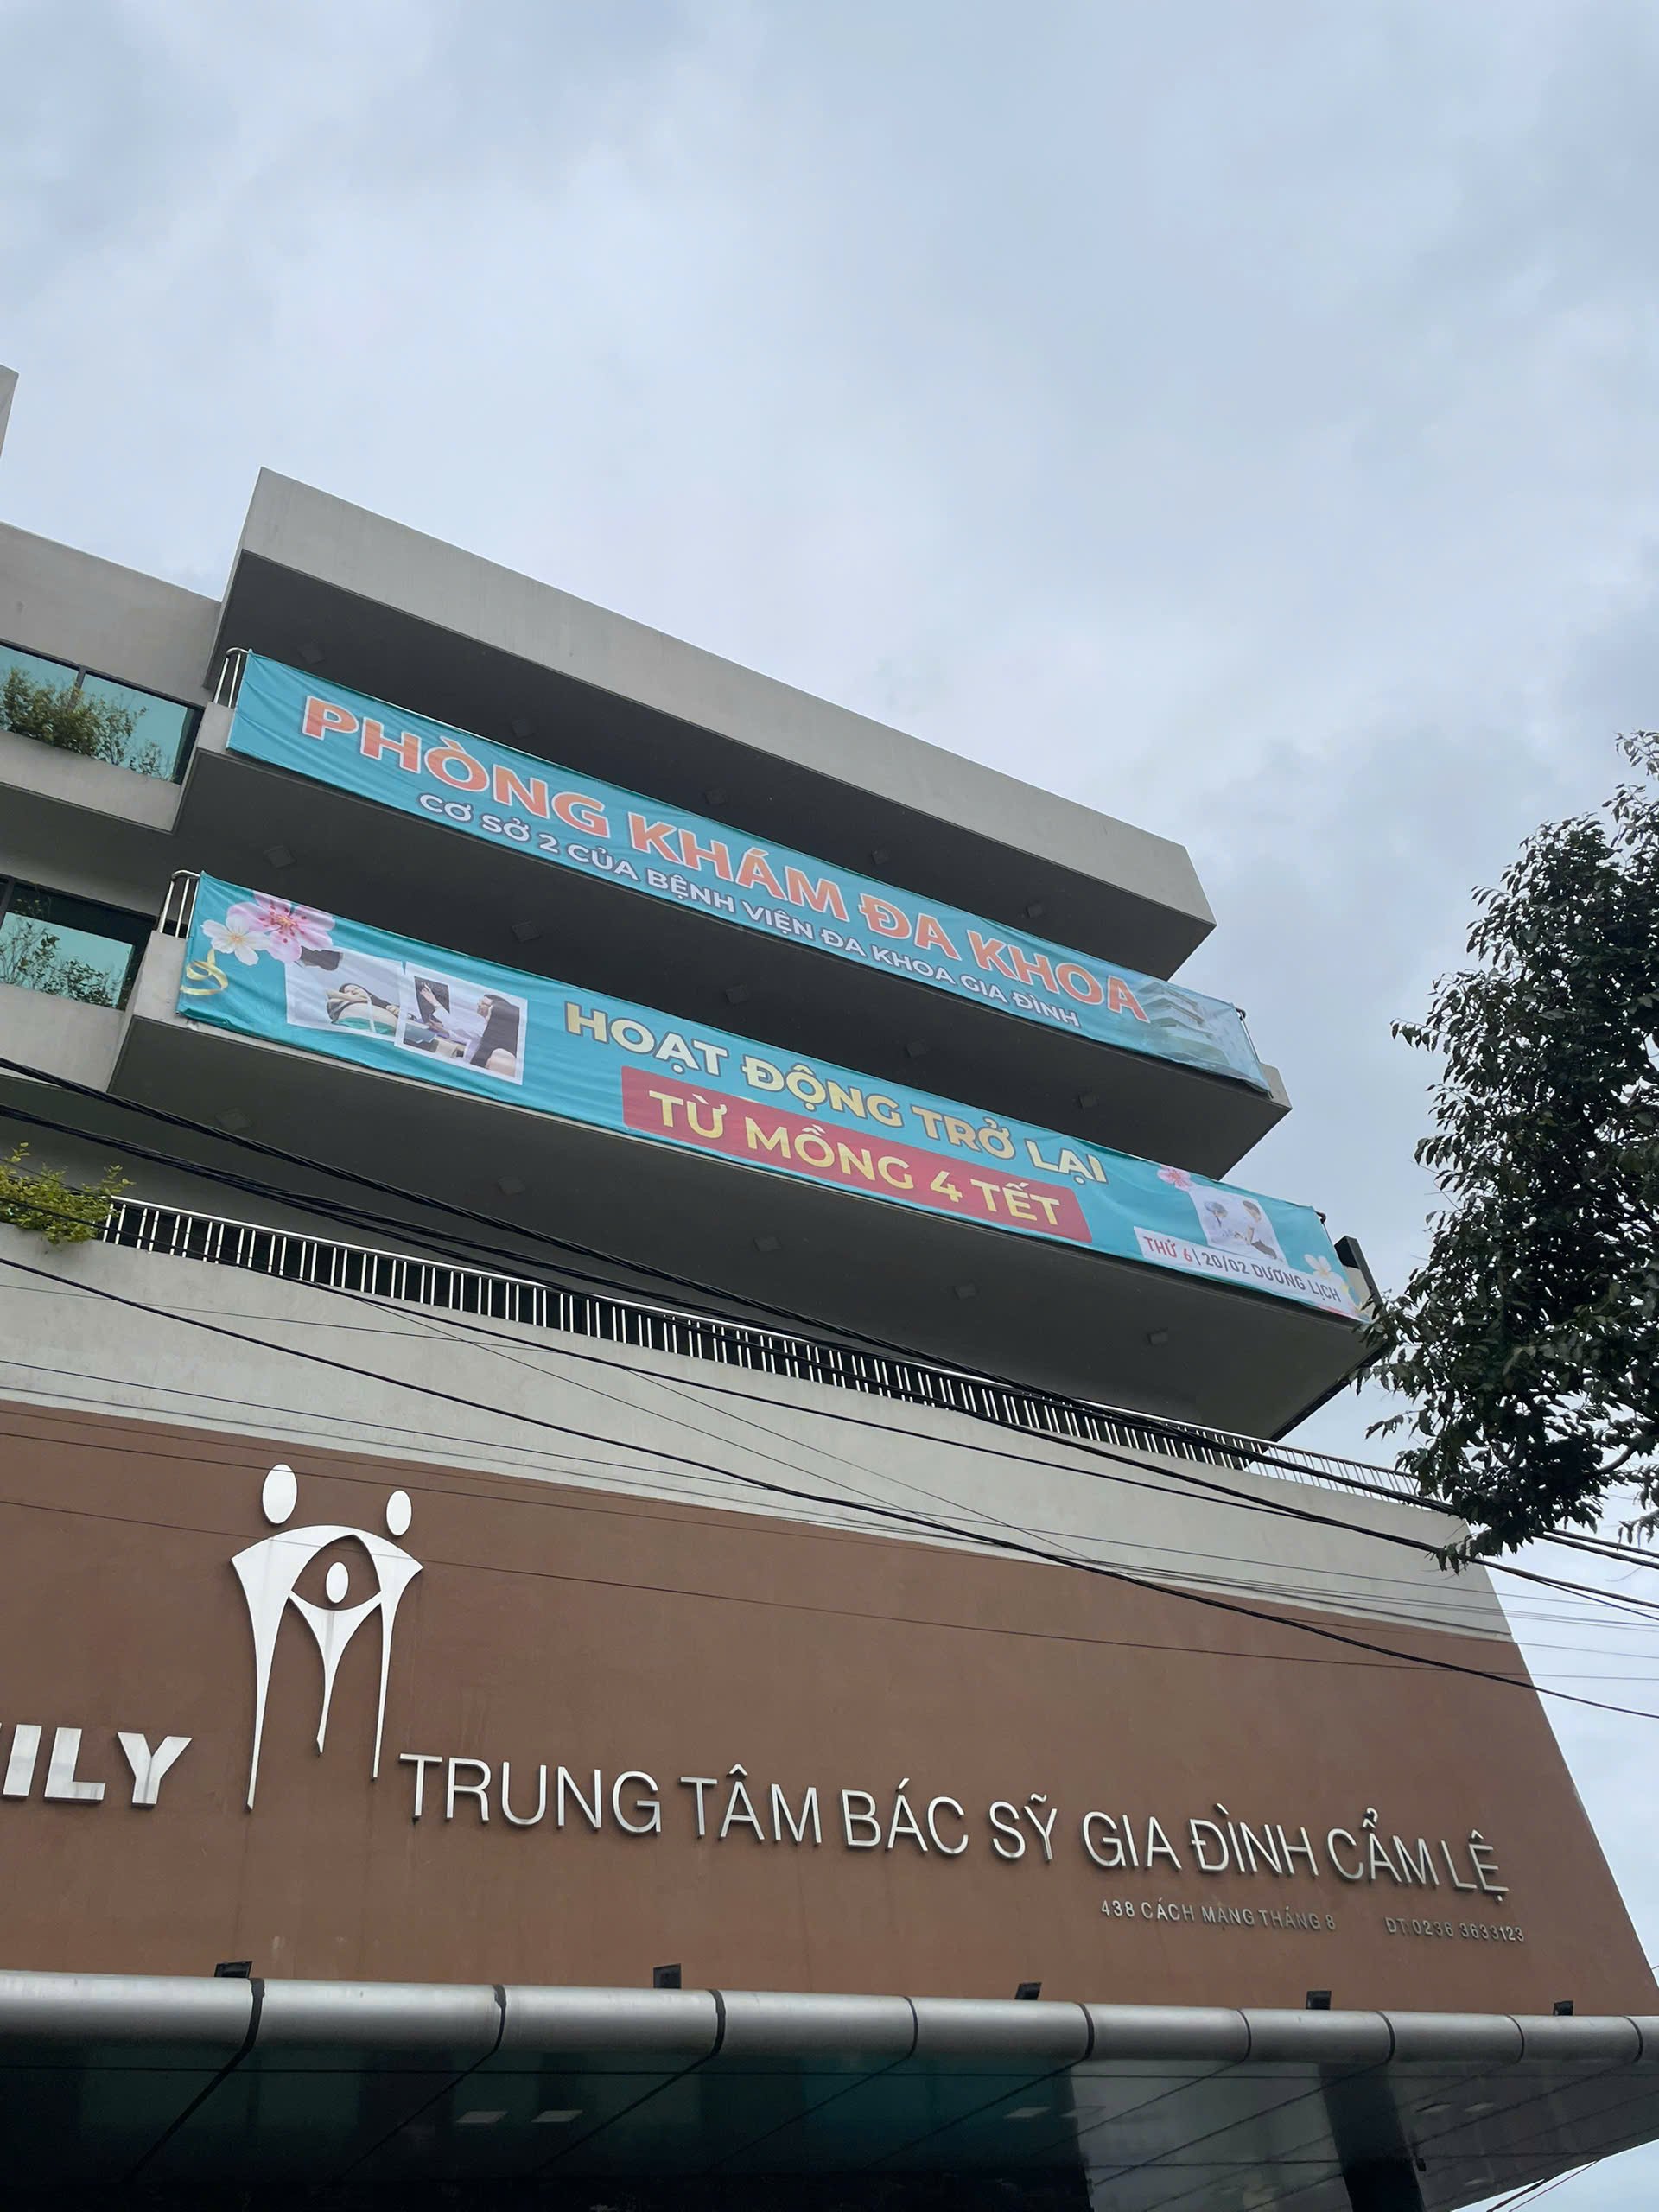 PHÒNG KHÁM ĐA KHOA
CƠ SỞ 2 CỦA BỆNH VIỆN ĐA KHOA GIA ĐÌNH
HOẠT ĐỘNG TRỞ LẠI
TỪ MỒNG 4 TẾT
THỨ 6 | 20/02 DƯƠNG LỊCH
ILY
TRUNG TÂM BÁC SỸ GIA ĐÌNH CẨM LỆ
438 CÁCH MẠNG THÁNG 8 ĐT:0236 3633123